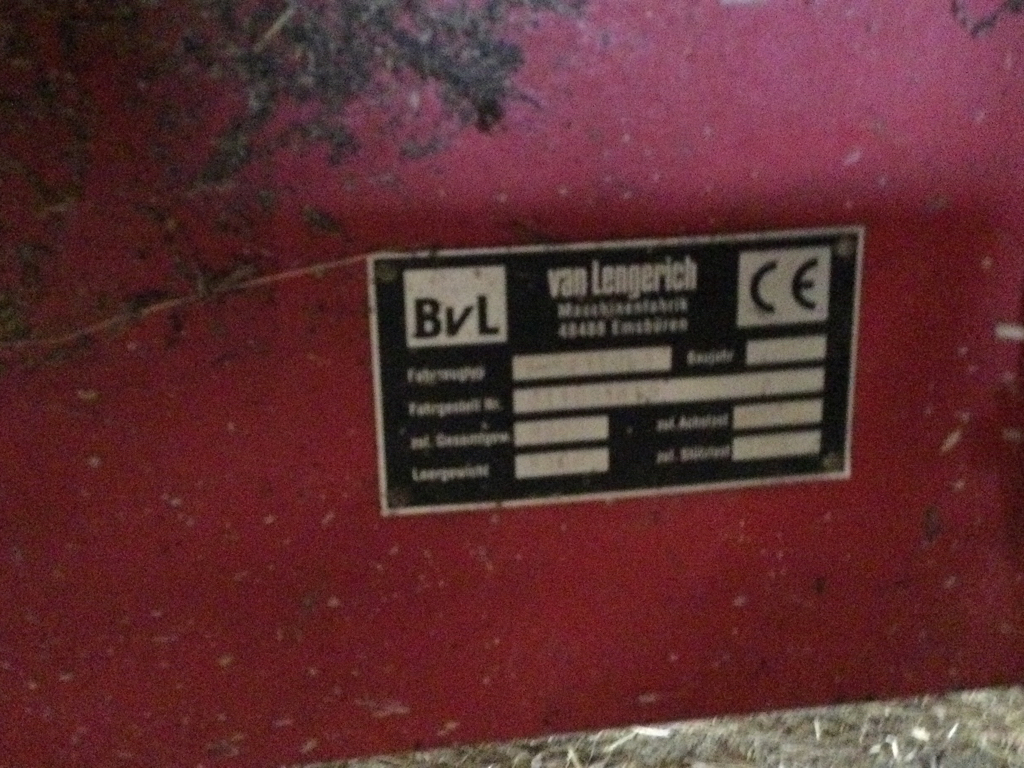 BvL
van Lengerich
Maschinenfabrik
48488 Emsbüren
CE
Fahrzeugtyp
Baujahr
Fahrgestell Nr.
zul. Gesamtgew.
zul. Achslast
Leergewicht
zul. Stützlast